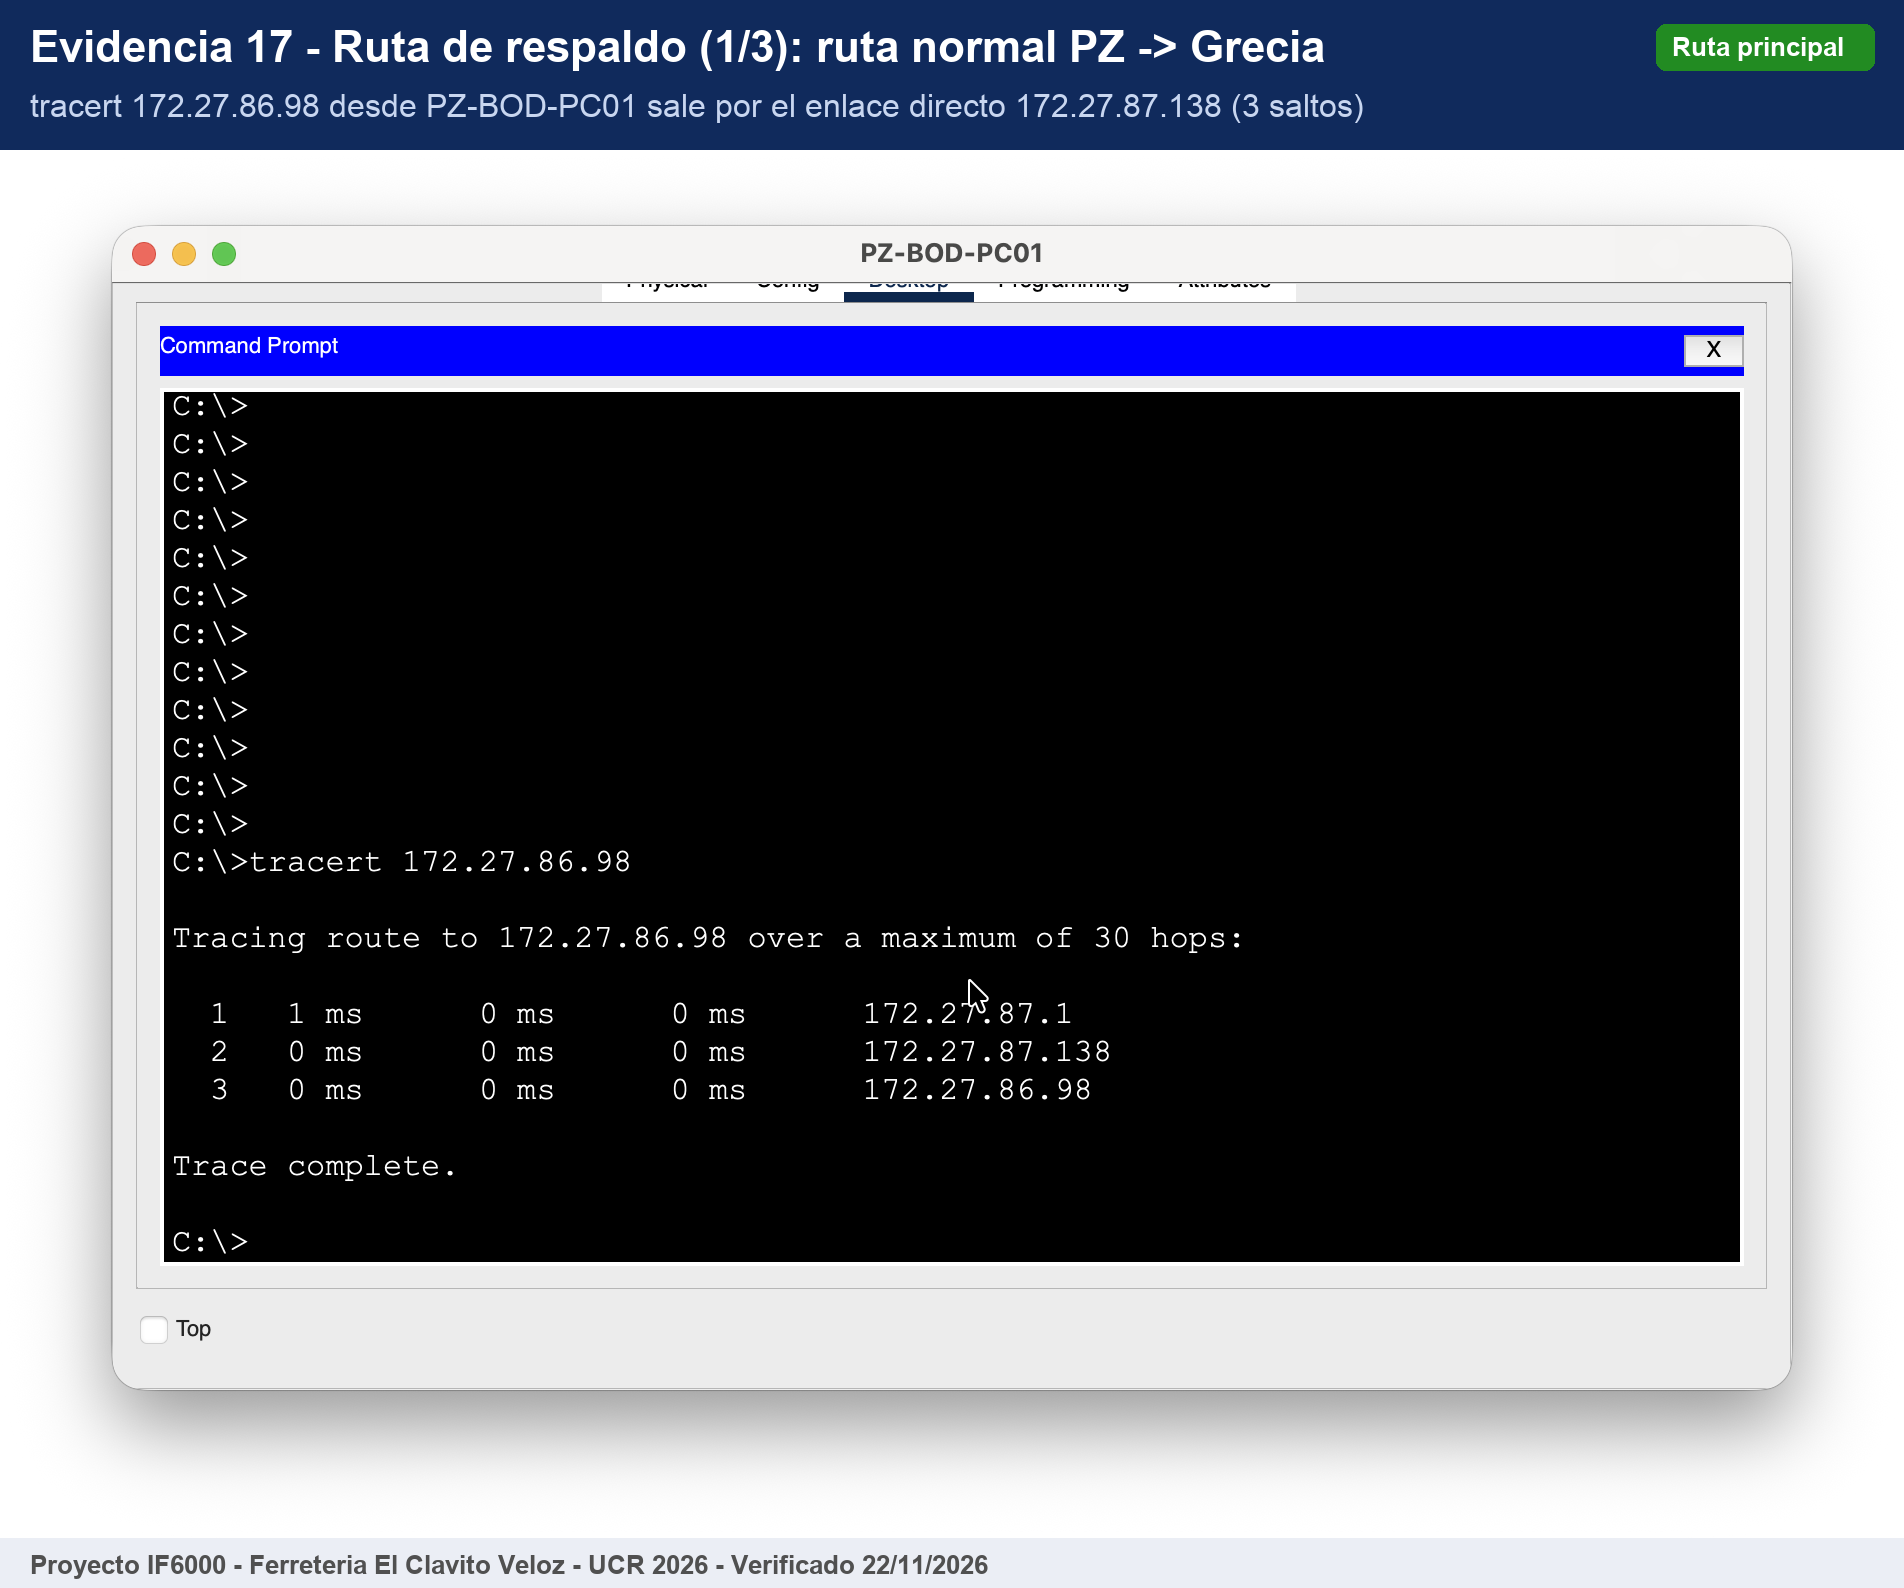 Evidencia 17 - Ruta de respaldo (1/3): ruta normal PZ -> Grecia
Ruta principal
tracert 172.27.86.98 desde PZ-BOD-PC01 sale por el enlace directo 172.27.87.138 (3 saltos)
PZ-BOD-PC01
Physical Config Desktop Programming Attributes
Command Prompt
X
C:\>
C:\>
C:\>
C:\>
C:\>
C:\>
C:\>
C:\>
C:\>
C:\>
C:\>
C:\>
C:\>tracert 172.27.86.98
Tracing route to 172.27.86.98 over a maximum of 30 hops:
1 1 ms 0 ms 0 ms 172.27.87.1
2 0 ms 0 ms 0 ms 172.27.87.138
3 0 ms 0 ms 0 ms 172.27.86.98
Trace complete.
C:\>
Top
Proyecto IF6000 - Ferreteria El Clavito Veloz - UCR 2026 - Verificado 22/11/2026